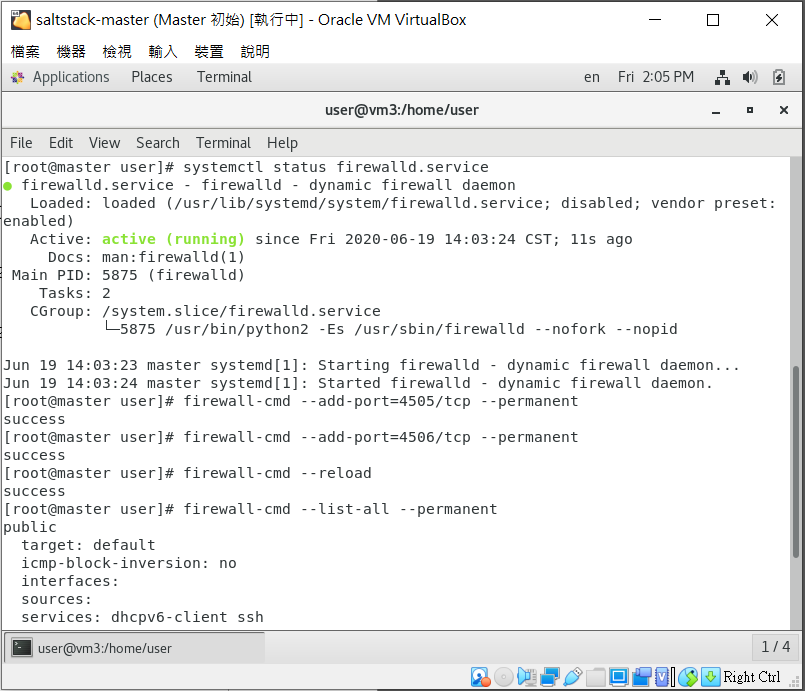 saltstack-master (Master 初始) [執行中] - Oracle VM VirtualBox
檔案 機器 檢視 輸入 裝置 說明
Applications Places Terminal en Fri 2:05 PM
user@vm3:/home/user
File Edit View Search Terminal Help
[root@master user]# systemctl status firewalld.service
● firewalld.service - firewalld - dynamic firewall daemon
   Loaded: loaded (/usr/lib/systemd/system/firewalld.service; disabled; vendor preset:
enabled)
   Active: active (running) since Fri 2020-06-19 14:03:24 CST; 11s ago
     Docs: man:firewalld(1)
 Main PID: 5875 (firewalld)
    Tasks: 2
   CGroup: /system.slice/firewalld.service
           └─5875 /usr/bin/python2 -Es /usr/sbin/firewalld --nofork --nopid
Jun 19 14:03:23 master systemd[1]: Starting firewalld - dynamic firewall daemon...
Jun 19 14:03:24 master systemd[1]: Started firewalld - dynamic firewall daemon.
[root@master user]# firewall-cmd --add-port=4505/tcp --permanent
success
[root@master user]# firewall-cmd --add-port=4506/tcp --permanent
success
[root@master user]# firewall-cmd --reload
success
[root@master user]# firewall-cmd --list-all --permanent
public
  target: default
  icmp-block-inversion: no
  interfaces:
  sources:
  services: dhcpv6-client ssh
user@vm3:/home/user 1 / 4
Right Ctrl